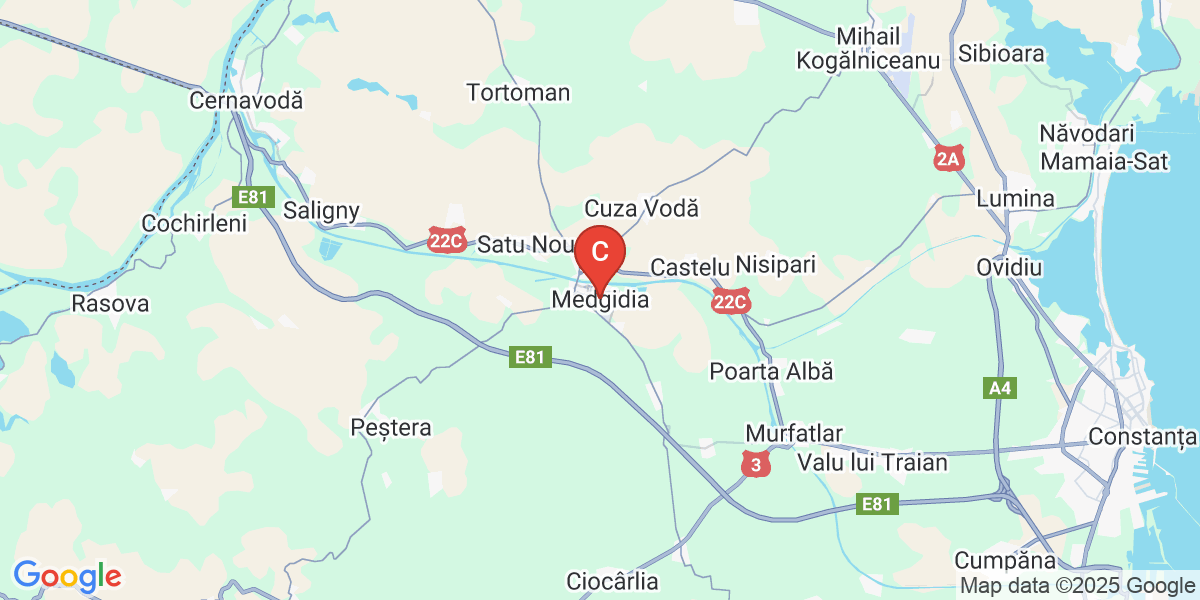 Mihail
Kogălniceanu
Sibioara
Tortoman
Cernavodă
Năvodari
Mamaia-Sat
2A
E81
Lumina
Cuza Vodă
Saligny
Cochirleni
22C
Satu Nou
C
Castelu
Nisipari
Ovidiu
Rasova
Medgidia
22C
E81
Poarta Albă
A4
Peștera
Murfatlar
Constanța
3
Valu lui Traian
E81
Cumpăna
Ciocârlia
Google
Map data ©2025 Google